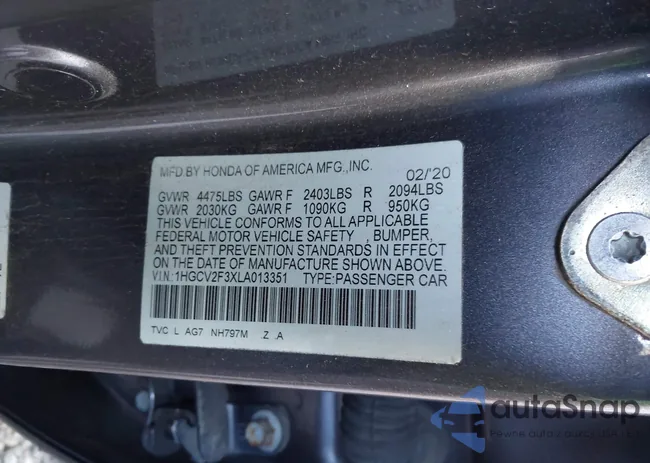 MFD BY HONDA OF AMERICA MFG.,INC. 02/'20
GVWR 4475LBS GAWR F 2403LBS R 2094LBS
GVWR 2030KG GAWR F 1090KG R 950KG
THIS VEHICLE CONFORMS TO ALL APPLICABLE
FEDERAL MOTOR VEHICLE SAFETY , BUMPER,
AND THEFT PREVENTION STANDARDS IN EFFECT
ON THE DATE OF MANUFACTURE SHOWN ABOVE.
V.I.N.:1HGCV2F3XLA013351 TYPE:PASSENGER CAR
TVC L AG7 NH797M .Z .A
autaSnap